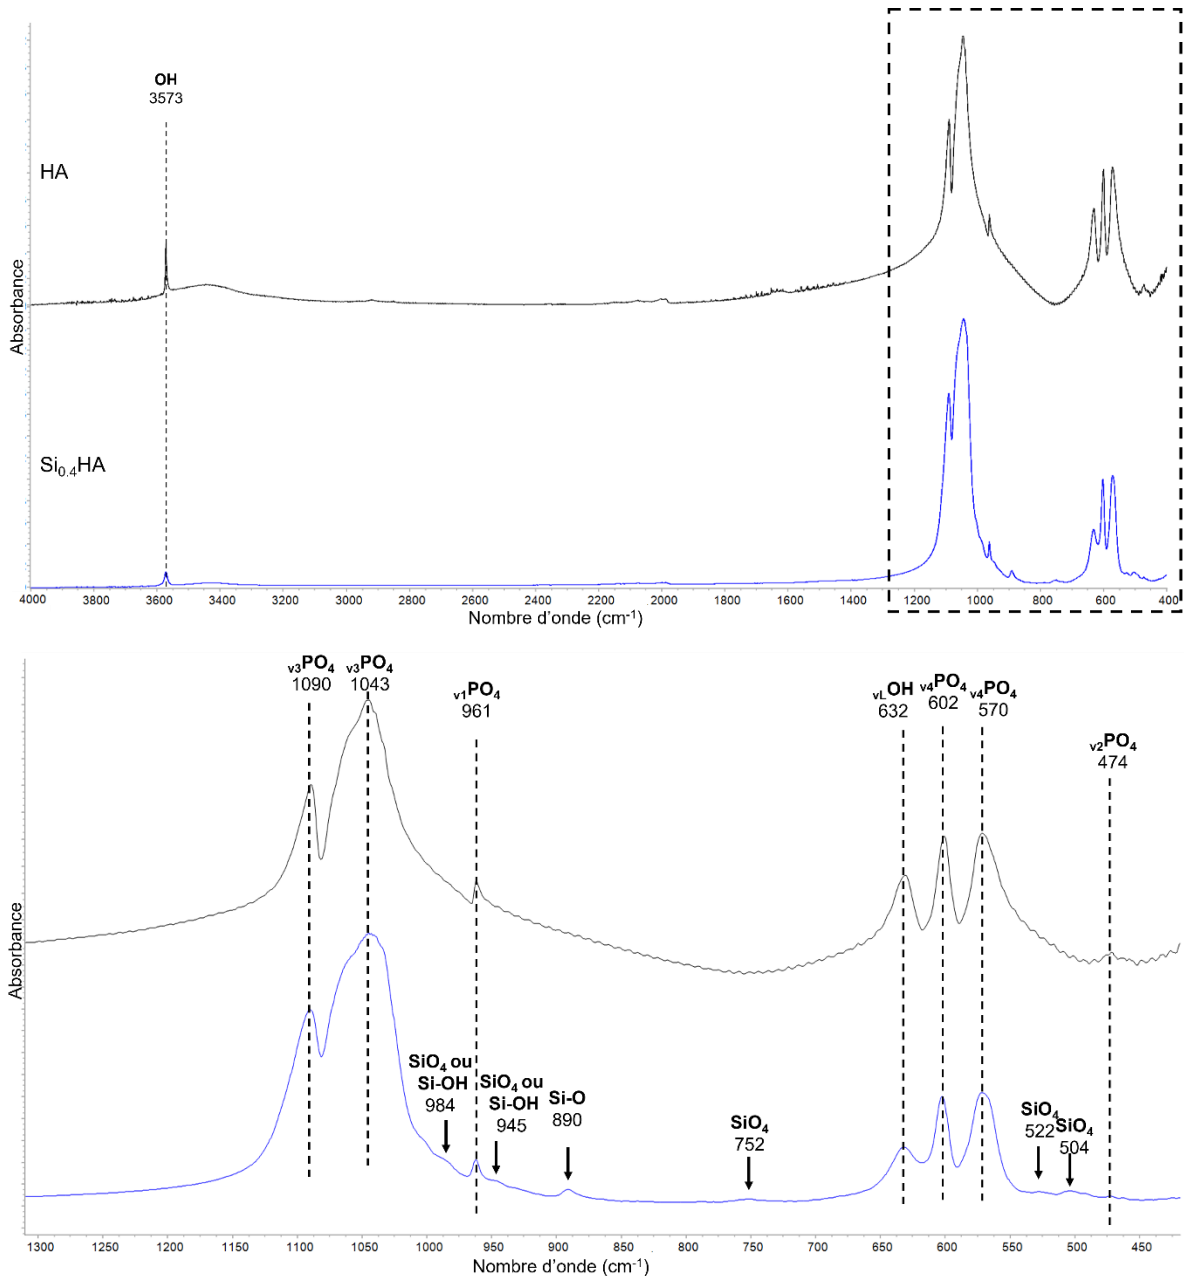 OH
3573
HA
Absorbance
Si0.4HA
4000 3800 3600 3400 3200 3000 2800 2600 2400 2200 2000 1800 1600 1400 1200 1000 800 600 400
Nombre d'onde (cm-1)
v3PO4 v3PO4
1090 1043
v1PO4
961
vLOH v4PO4 v4PO4
632 602 570
v2PO4
474
Absorbance
SiO4 ou
Si-OH
984
SiO4 ou
Si-OH
945
Si-O
890
SiO4
752
SiO4
522
SiO4
504
1300 1250 1200 1150 1100 1050 1000 950 900 850 800 750 700 650 600 550 500 450
Nombre d'onde (cm-1)